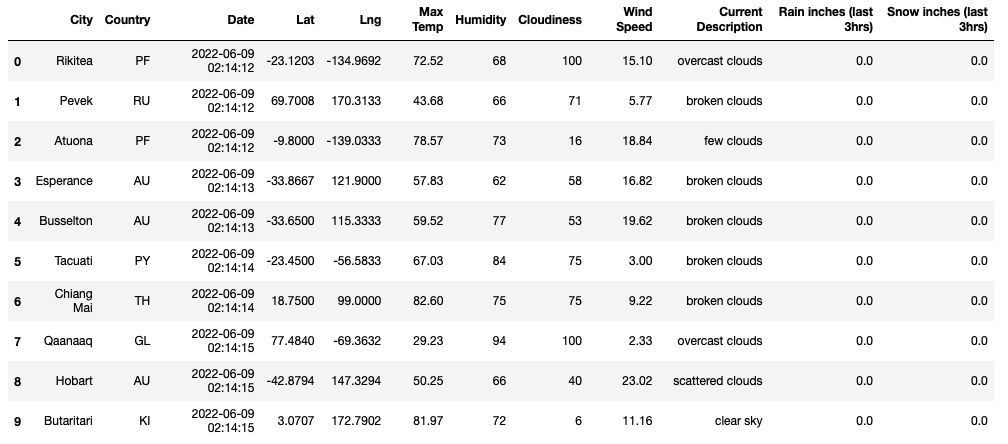 City Country Date Lat Lng Max Temp Humidity Cloudiness Wind Speed Current Description Rain inches (last 3hrs) Snow inches (last 3hrs)
0 Rikitea PF 2022-06-09 02:14:12 -23.1203 -134.9692 72.52 68 100 15.10 overcast clouds 0.0 0.0
1 Pevek RU 2022-06-09 02:14:12 69.7008 170.3133 43.68 66 71 5.77 broken clouds 0.0 0.0
2 Atuona PF 2022-06-09 02:14:12 -9.8000 -139.0333 78.57 73 16 18.84 few clouds 0.0 0.0
3 Esperance AU 2022-06-09 02:14:13 -33.8667 121.9000 57.83 62 58 16.82 broken clouds 0.0 0.0
4 Busselton AU 2022-06-09 02:14:13 -33.6500 115.3333 59.52 77 53 19.62 broken clouds 0.0 0.0
5 Tacuati PY 2022-06-09 02:14:14 -23.4500 -56.5833 67.03 84 75 3.00 broken clouds 0.0 0.0
6 Chiang Mai TH 2022-06-09 02:14:14 18.7500 99.0000 82.60 75 75 9.22 broken clouds 0.0 0.0
7 Qaanaaq GL 2022-06-09 02:14:15 77.4840 -69.3632 29.23 94 100 2.33 overcast clouds 0.0 0.0
8 Hobart AU 2022-06-09 02:14:15 -42.8794 147.3294 50.25 66 40 23.02 scattered clouds 0.0 0.0
9 Butaritari KI 2022-06-09 02:14:15 3.0707 172.7902 81.97 72 6 11.16 clear sky 0.0 0.0